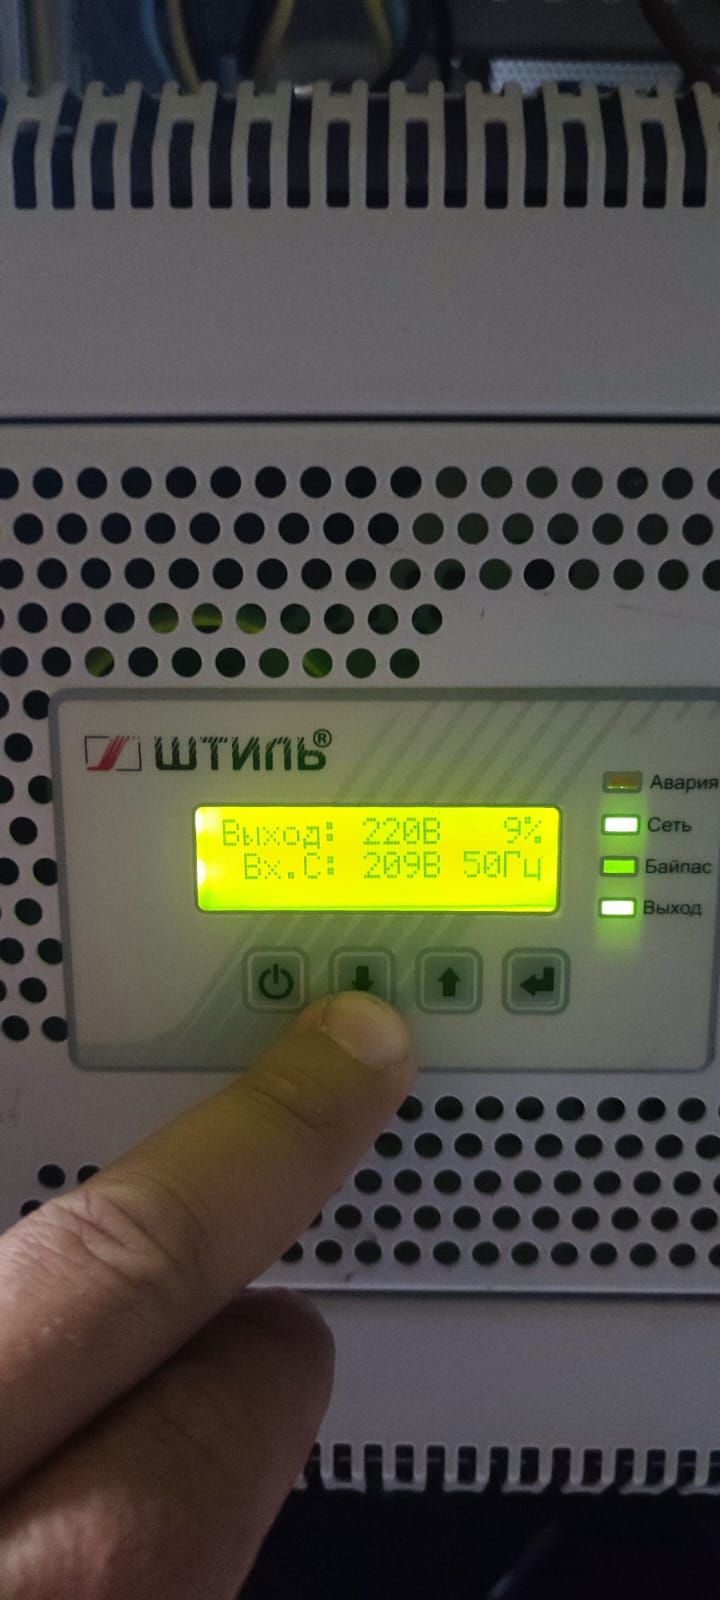 ШТИЛЬ®
Выход: 220В 9%
Вх.С: 209В 50Гц
Авария
Сеть
Байпас
Выход